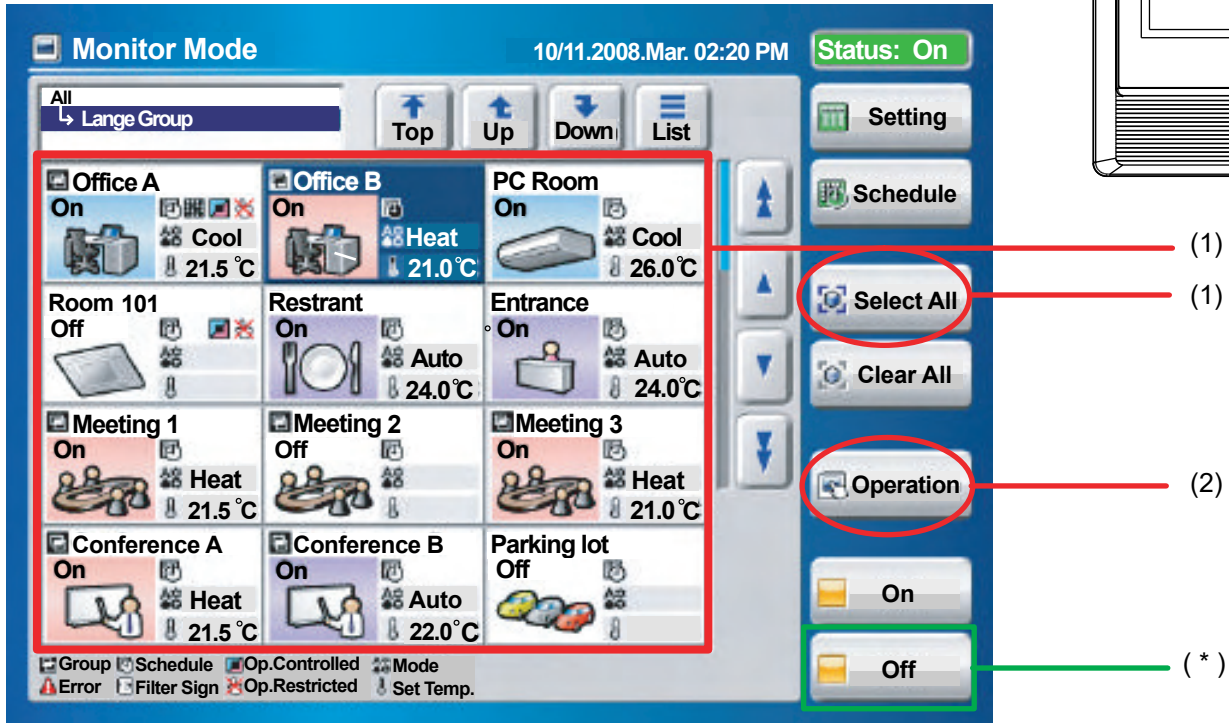 Monitor Mode 10/11.2008.Mar. 02:20 PM Status: On
All
Lange Group
Top Up Down List
Setting
Office A Office B PC Room
On On On
Cool Heat Cool
21.5 °C 21.0 °C 26.0 °C
Schedule
(1)
Room 101 Restrant Entrance
Off On On
Auto Auto
24.0 °C 24.0 °C
Select All (1)
Clear All
Meeting 1 Meeting 2 Meeting 3
On Off On
Heat Heat
21.5 °C 21.0 °C
Operation (2)
Conference A Conference B Parking lot
On On Off
Heat Auto
21.5 °C 22.0 °C
On
Group Schedule Op.Controlled Mode
Error Filter Sign Op.Restricted Set Temp.
Off ( * )